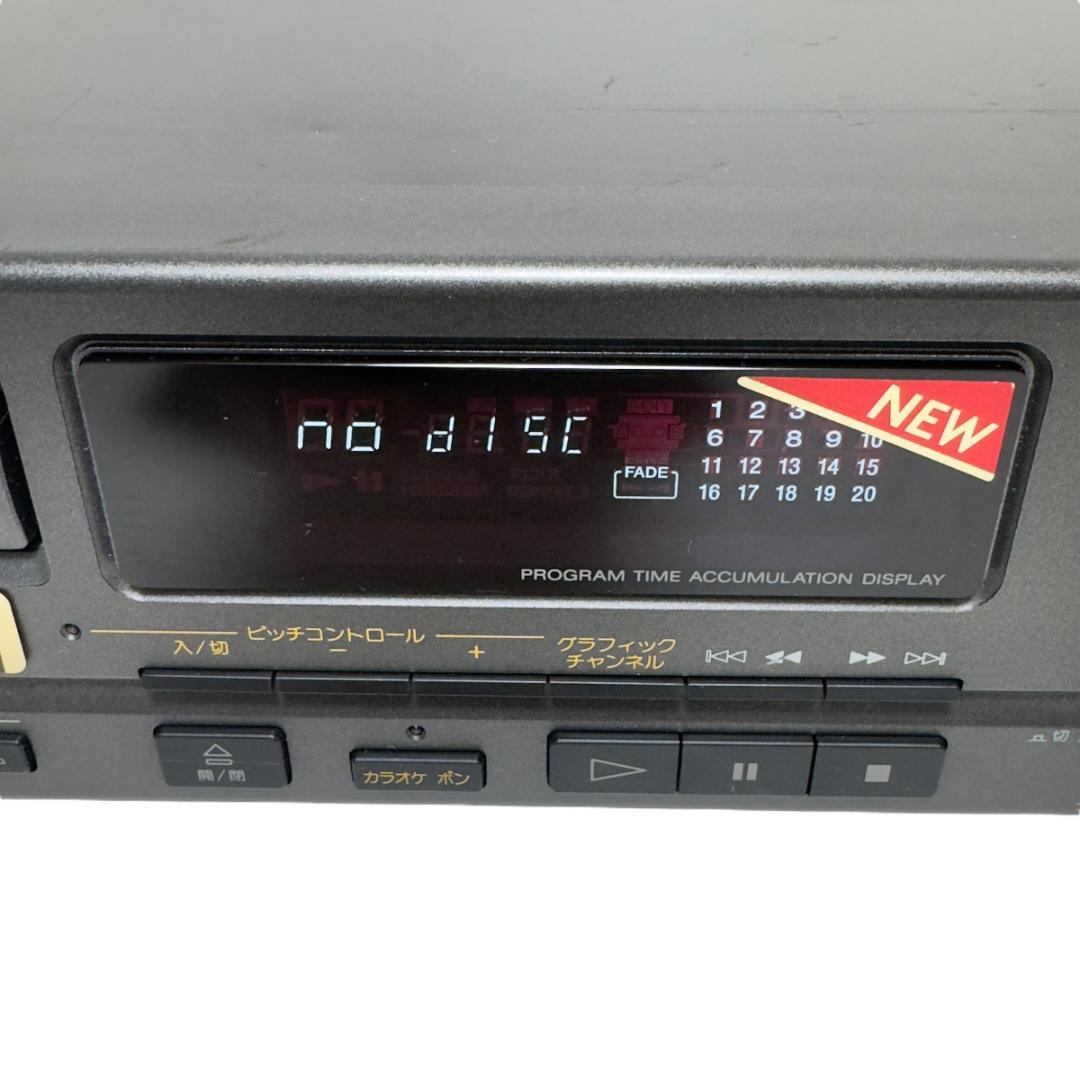 no dISC
1 2 3
6 7 8 9 10
11 12 13 14 15
16 17 18 19 20
FADE
NEW
PROGRAM TIME ACCUMULATION DISPLAY
ピッチコントロール
入/切 − +
グラフィック
チャンネル
開/閉
カラオケ ポン
切